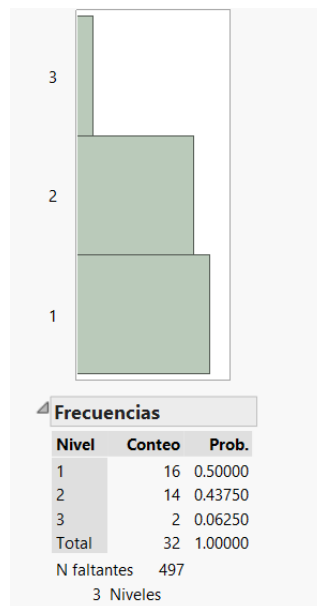 3
2
1
Frecuencias
Nivel Conteo Prob.
1 16 0.50000
2 14 0.43750
3 2 0.06250
Total 32 1.00000
N faltantes 497
3 Niveles